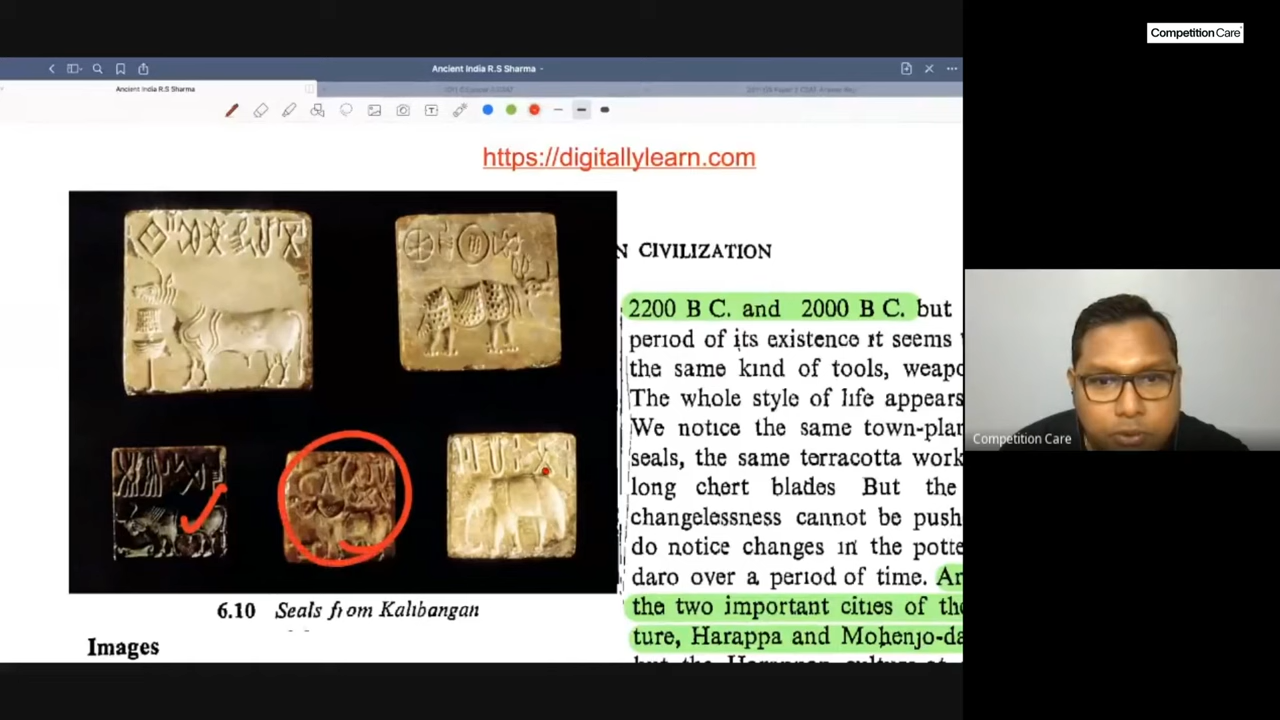 CompetitionCare
Ancient India R.S Sharma
Ancient India R.S Sharma
https://digitallylearn.com
N CIVILIZATION
2200 B C. and 2000 B C. but
period of its existence it seems
the same kind of tools, weapo
The whole style of life appears
We notice the same town-plan
seals, the same terracotta work
long chert blades But the
changelessness cannot be push
do notice changes in the potte
daro over a period of time. Ar
the two important cities of the
ture, Harappa and Mohenjo-da
6.10 Seals from Kalibangan
Images
Competition Care